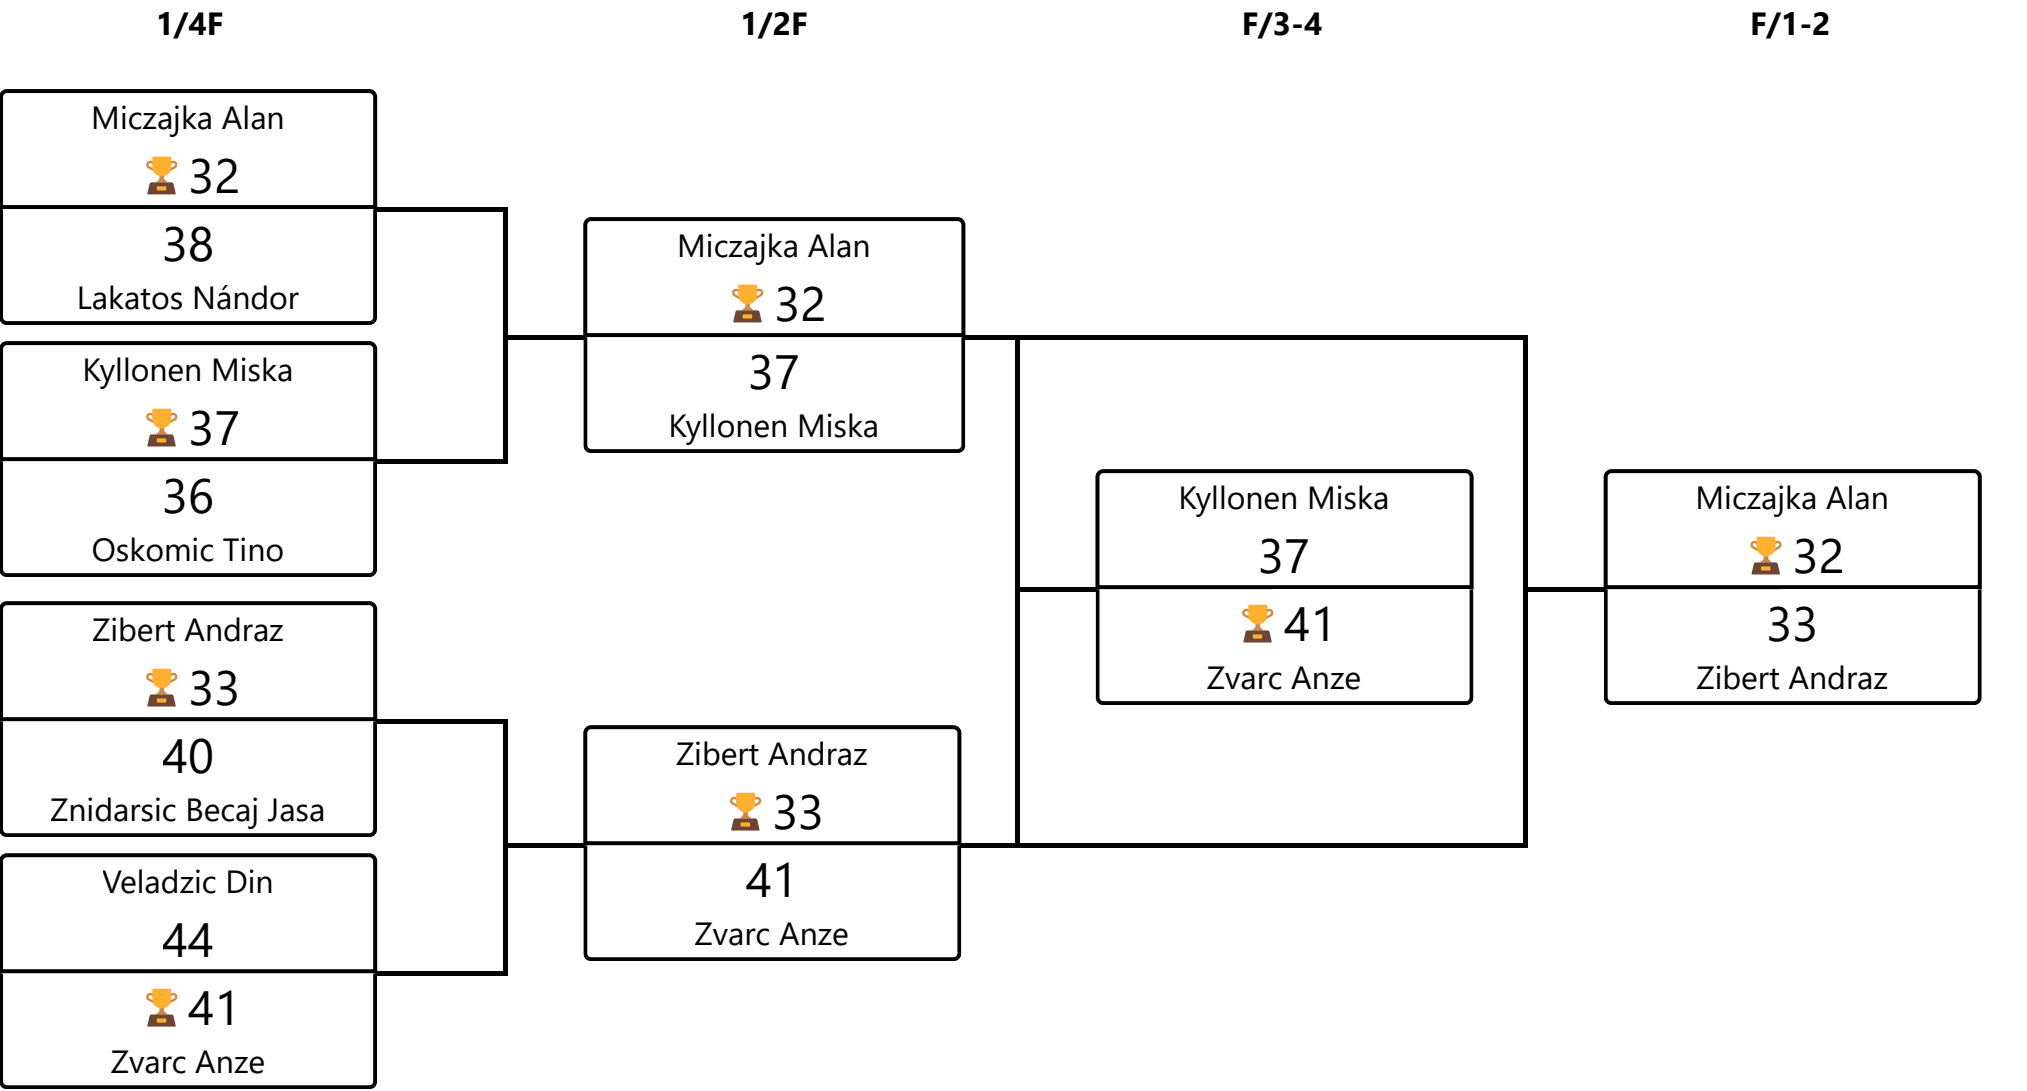 1/4F
1/2F
F/3-4
F/1-2
Miczajka Alan
32
38
Lakatos Nándor
Kyllonen Miska
37
36
Oskomic Tino
Zibert Andraz
33
40
Znidarsic Becaj Jasa
Veladzic Din
44
41
Zvarc Anze
Miczajka Alan
32
37
Kyllonen Miska
Zibert Andraz
33
41
Zvarc Anze
Kyllonen Miska
37
41
Zvarc Anze
Miczajka Alan
32
33
Zibert Andraz